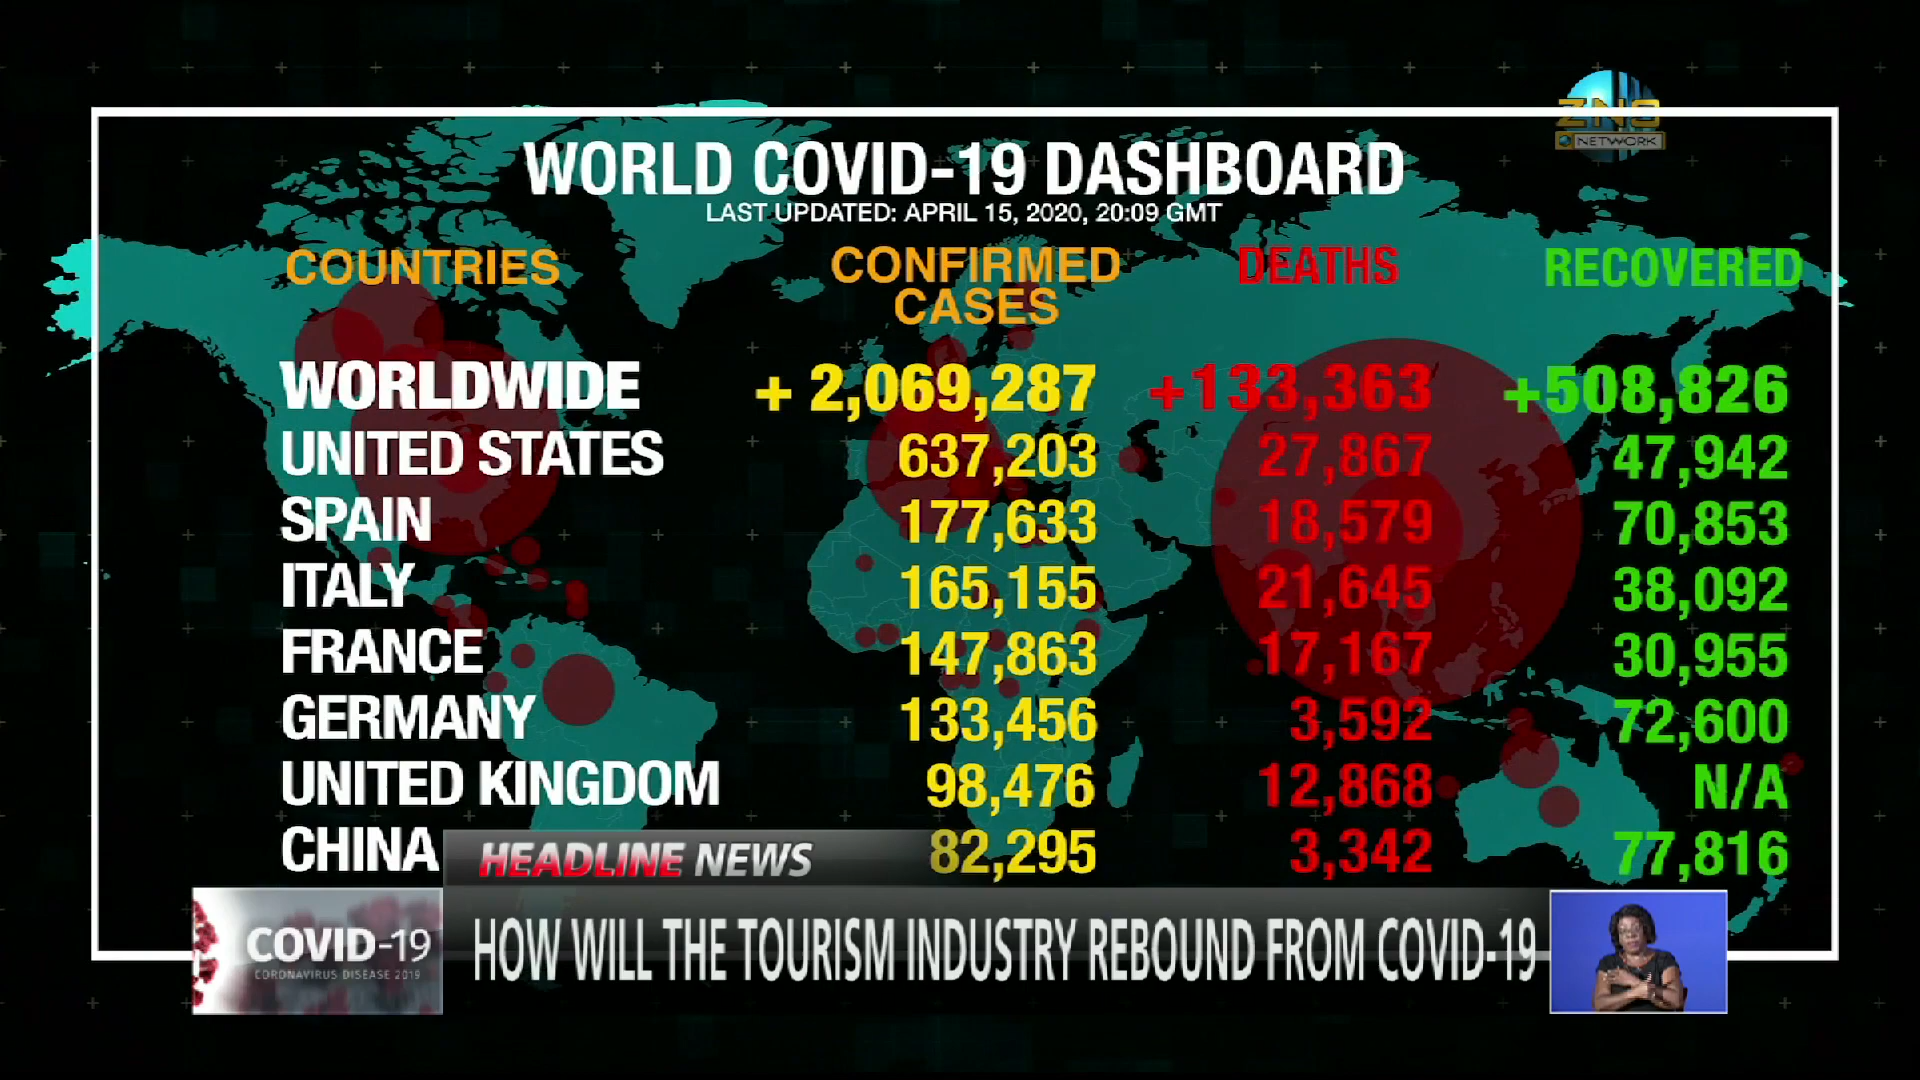 ZNS
NETWORK
WORLD COVID-19 DASHBOARD
LAST UPDATED: APRIL 15, 2020, 20:09 GMT
COUNTRIES CONFIRMED CASES DEATHS RECOVERED
WORLDWIDE + 2,069,287 +133,363 +508,826
UNITED STATES 637,203 27,867 47,942
SPAIN 177,633 18,579 70,853
ITALY 165,155 21,645 38,092
FRANCE 147,863 17,167 30,955
GERMANY 133,456 3,592 72,600
UNITED KINGDOM 98,476 12,868 N/A
CHINA 82,295 3,342 77,816
HEADLINE NEWS
COVID-19
CORONAVIRUS DISEASE 2019
HOW WILL THE TOURISM INDUSTRY REBOUND FROM COVID-19